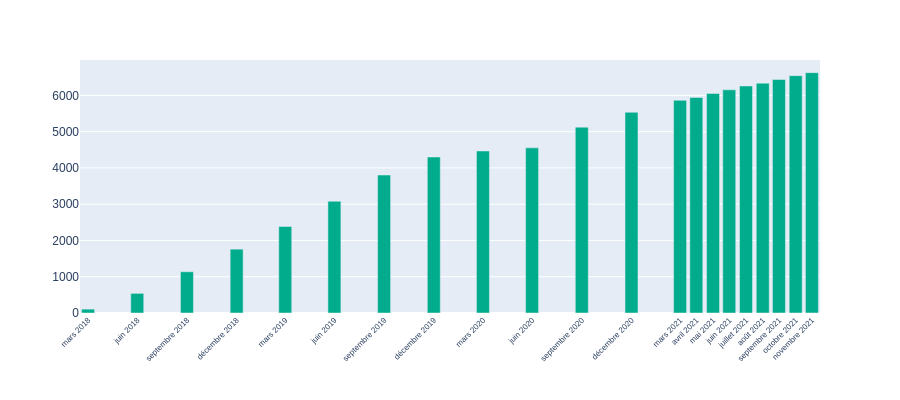 6000
5000
4000
3000
2000
1000
0
mars 2018
juin 2018
septembre 2018
décembre 2018
mars 2019
juin 2019
septembre 2019
décembre 2019
mars 2020
juin 2020
septembre 2020
décembre 2020
mars 2021
avril 2021
mai 2021
juin 2021
juillet 2021
août 2021
septembre 2021
octobre 2021
novembre 2021